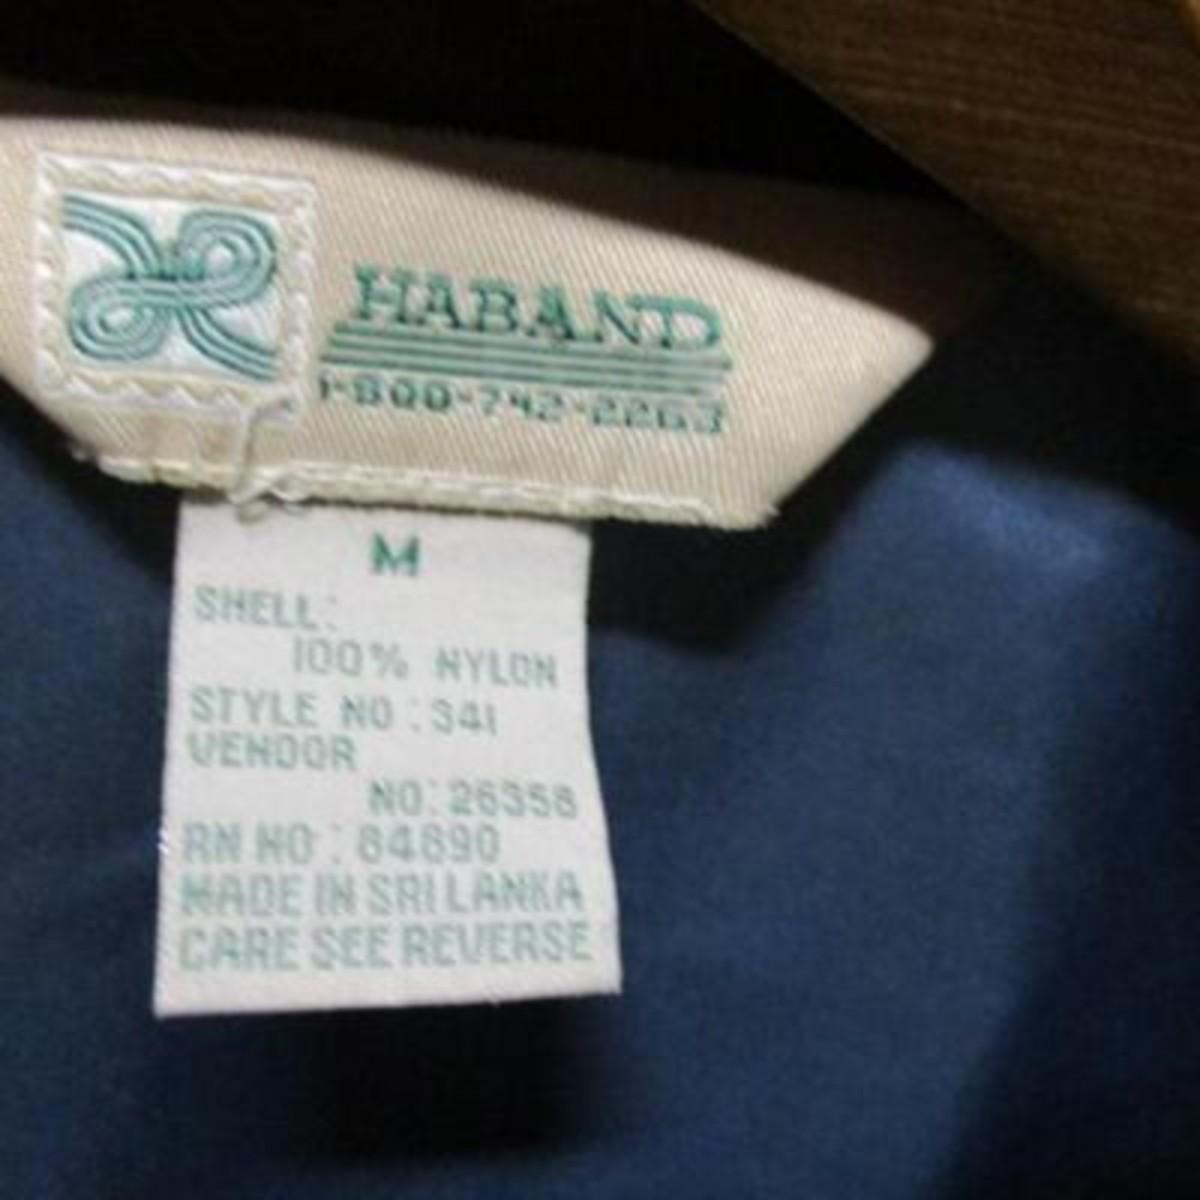 HABAND
1-800-742-2263
M
SHELL:
100% NYLON
STYLE NO : 341
VENDOR
NO: 26358
RN NO : 84890
MADE IN SRI LANKA
CARE SEE REVERSE